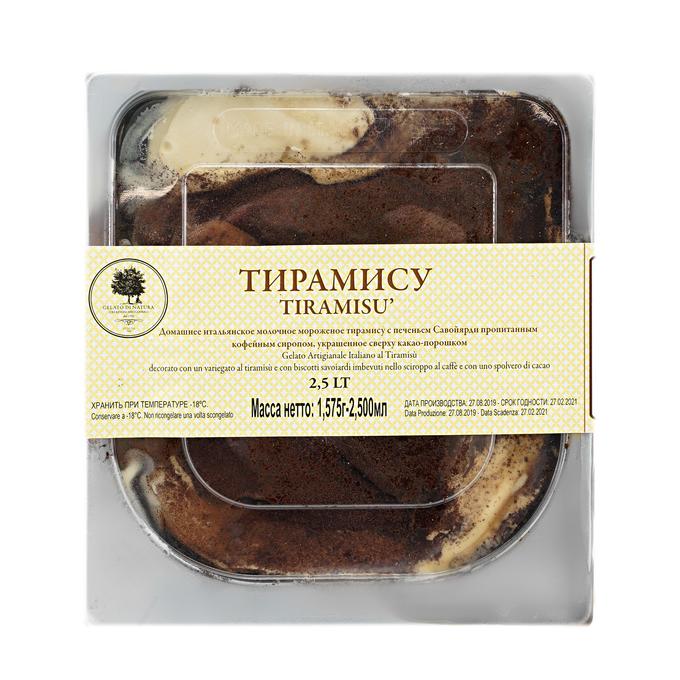 ТИРАМИСУ
TIRAMISU'
GELATO DI NATURA
Домашнее итальянское молочное мороженое тирамису с печеньем Савойярди пропитанным
кофейным сиропом, украшенное сверху какао-порошком
Gelato Artigianale Italiano al Tiramisù
decorato con un variegato al tiramisù e con biscotti savoiardi imbevuti nello sciroppo al caffè e con uno spolvero di cacao
2,5 LT
ХРАНИТЬ ПРИ ТЕМПЕРАТУРЕ -18ºС.
Conservare a -18°C. Non ricongelare una volta scongelato
Масса нетто: 1,575г-2,500мл
ДАТА ПРОИЗВОДСТВА: 27.08.2019 - СРОК ГОДНОСТИ: 27.02.2021
Data Produzione: 27.08.2019 - Data Scadenza: 27.02.2021